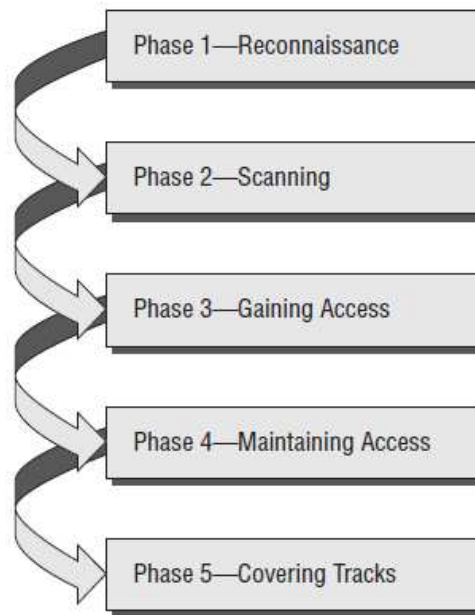 Phase 1—Reconnaissance
Phase 2—Scanning
Phase 3—Gaining Access
Phase 4—Maintaining Access
Phase 5—Covering Tracks